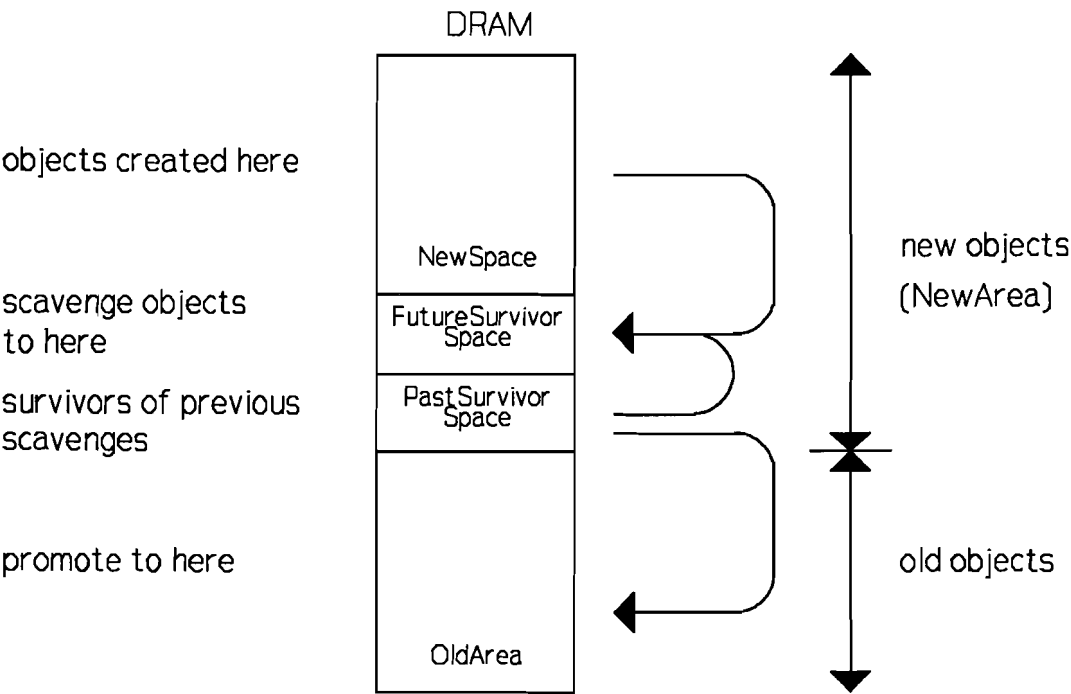 DRAM
objects created here
NewSpace
new objects
(NewArea)
scavenge objects
to here
FutureSurvivor
Space
survivors of previous
scavenges
PastSurvivor
Space
promote to here
old objects
OldArea